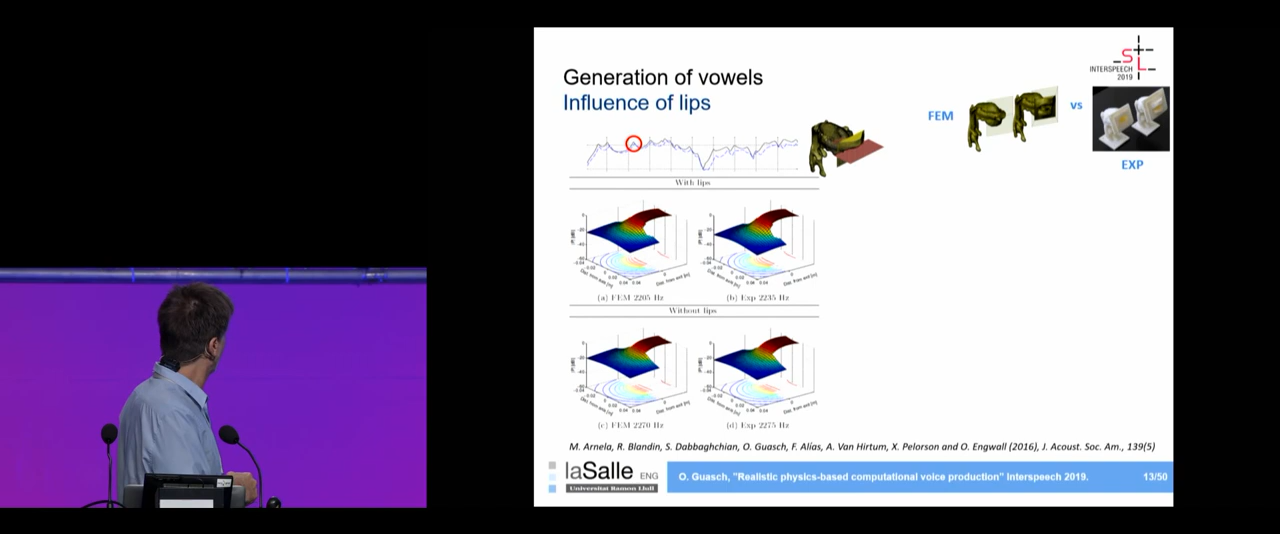 Generation of vowels
Influence of lips
INTERSPEECH
2019
FEM
vs
EXP
With lips
(a) FEM 2205 Hz
(b) Exp 2235 Hz
Without lips
(c) FEM 2270 Hz
(d) Exp 2275 Hz
M. Arnela, R. Blandin, S. Dabbaghchian, O. Guasch, F. Alías, A. Van Hirtum, X. Pelorson and O. Engwall (2016), J. Acoust. Soc. Am., 139(5)
laSalle ENG
Universitat Ramon Llull
O. Guasch, "Realistic physics-based computational voice production" Interspeech 2019.
13/50